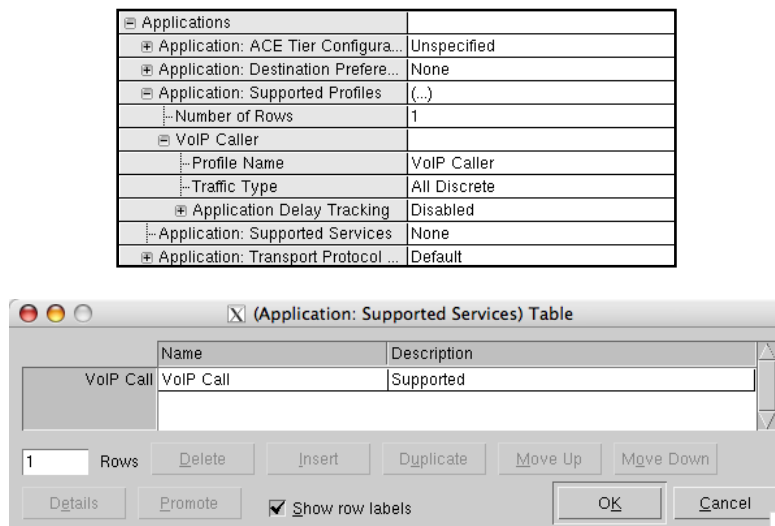 Applications
Application: ACE Tier Configura... Unspecified
Application: Destination Prefere... None
Application: Supported Profiles (...)
Number of Rows 1
VoIP Caller
Profile Name VoIP Caller
Traffic Type All Discrete
Application Delay Tracking Disabled
Application: Supported Services None
Application: Transport Protocol ... Default
X (Application: Supported Services) Table
Name Description
VoIP Call VoIP Call Supported
1 Rows Delete Insert Duplicate Move Up Move Down
Details Promote Show row labels OK Cancel